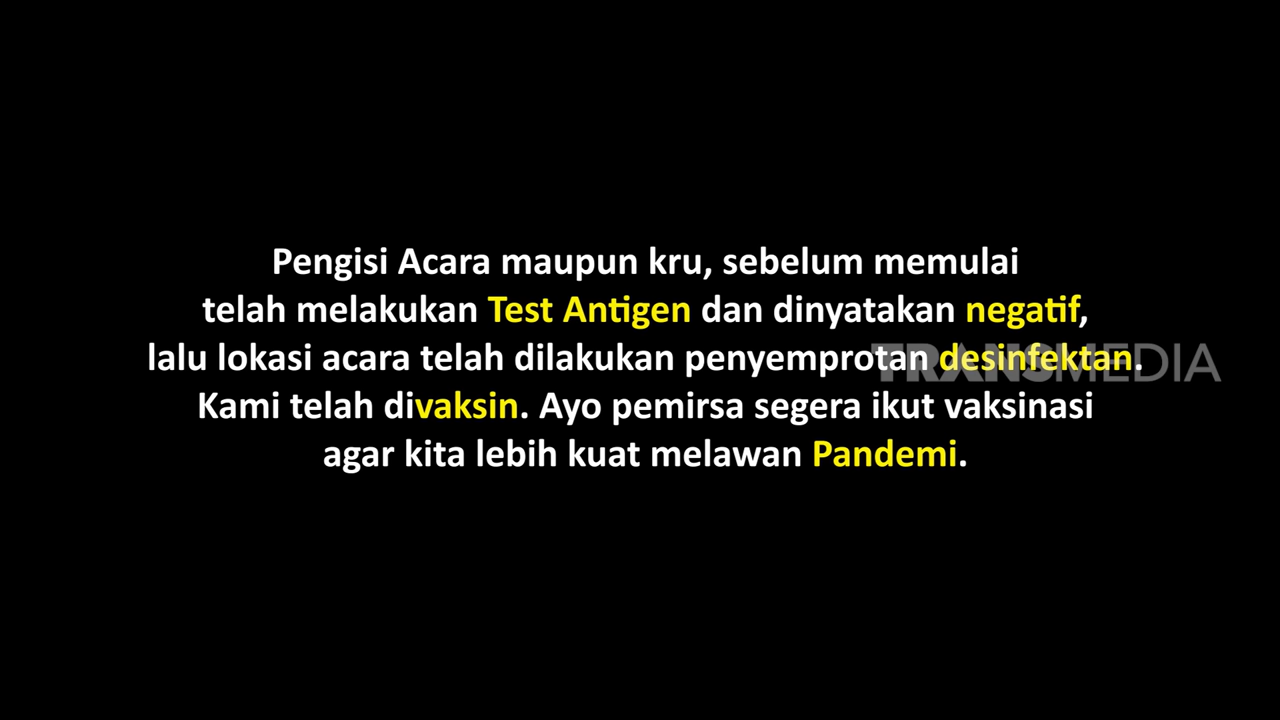 Pengisi Acara maupun kru, sebelum memulai
telah melakukan Test Antigen dan dinyatakan negatif,
lalu lokasi acara telah dilakukan penyemprotan desinfektan.
TRANSMEDIA
Kami telah divaksin. Ayo pemirsa segera ikut vaksinasi
agar kita lebih kuat melawan Pandemi.